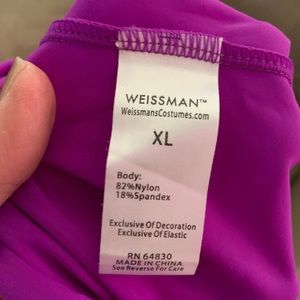 WEISSMAN™
WeissmansCostumes.com
XL
Body:
82%Nylon
18%Spandex
Exclusive Of Decoration
Exclusive Of Elastic
RN 64830
MADE IN CHINA
See Reverse For Care